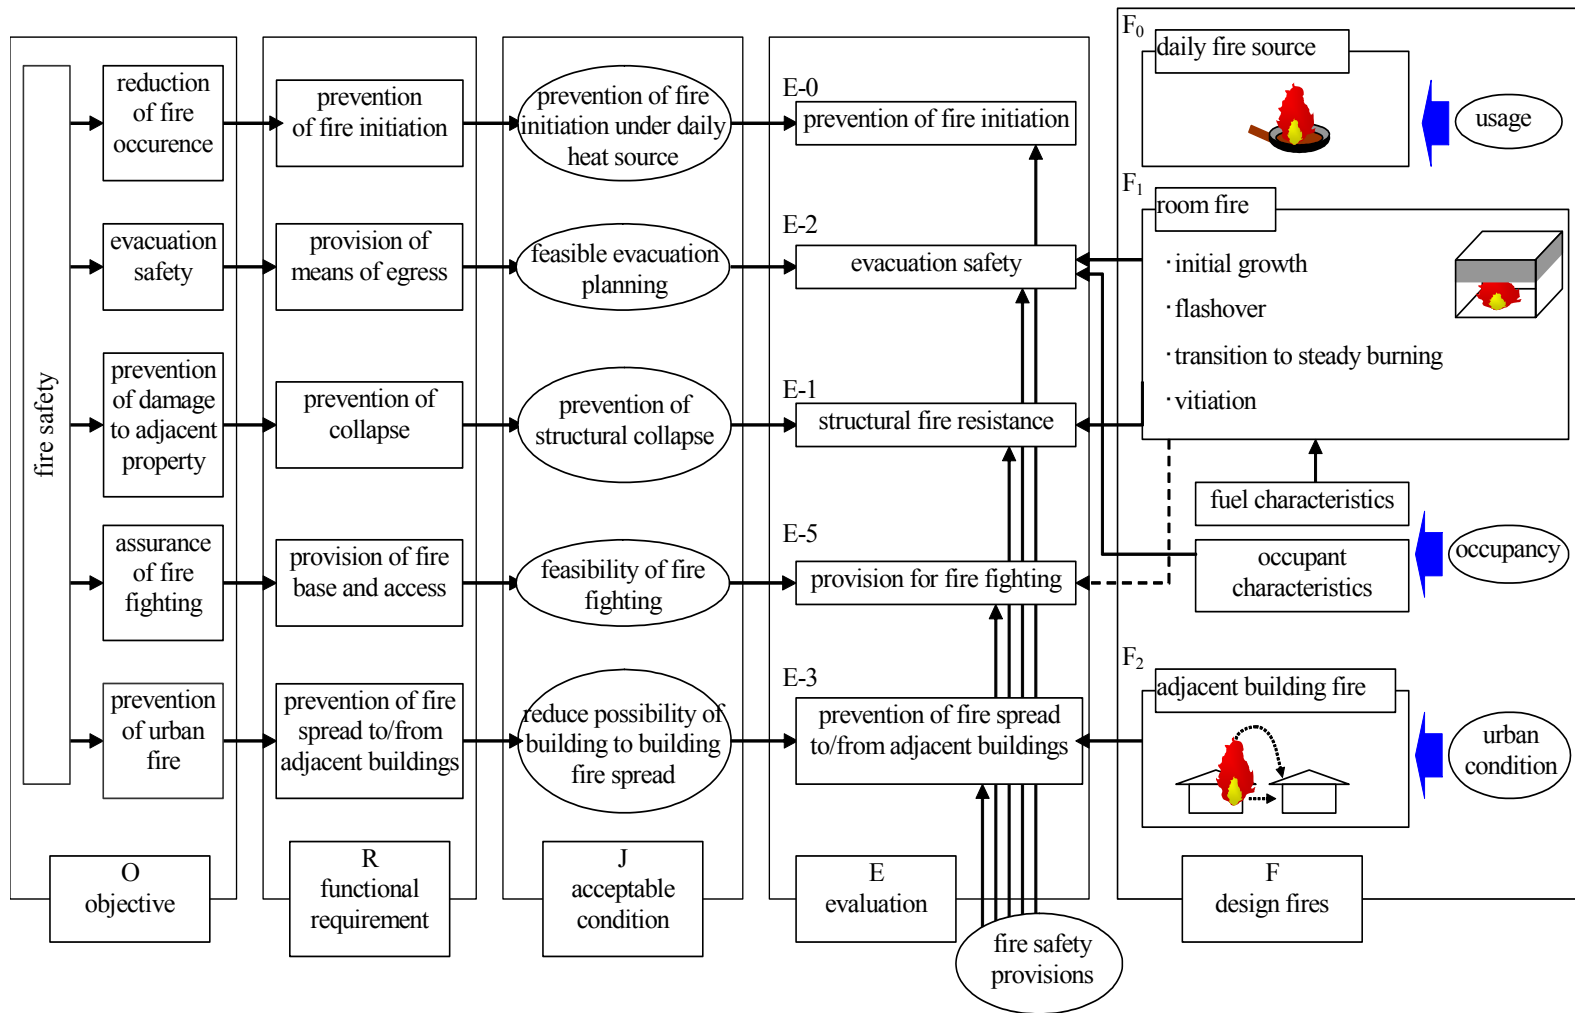 fire safety
reduction
of fire
occurence
evacuation
safety
prevention
of damage
to adjacent
property
assurance
of fire
fighting
prevention
of urban
fire
O
objective
prevention
of fire initiation
provision of
means of egress
prevention of
collapse
provision of fire
base and access
prevention of fire
spread to/from
adjacent buildings
R
functional
requirement
prevention of fire
initiation under daily
heat source
feasible evacuation
planning
prevention of
structural collapse
feasibility of fire
fighting
reduce possibility of
building to building
fire spread
J
acceptable
condition
E-0
prevention of fire initiation
E-2
evacuation safety
E-1
structural fire resistance
E-5
provision for fire fighting
E-3
prevention of fire spread
to/from adjacent buildings
E
evaluation
fire safety
provisions
F0
daily fire source
usage
F1
room fire
・initial growth
・flashover
・transition to steady burning
・vitiation
fuel characteristics
occupant
characteristics
occupancy
F2
adjacent building fire
urban
condition
F
design fires